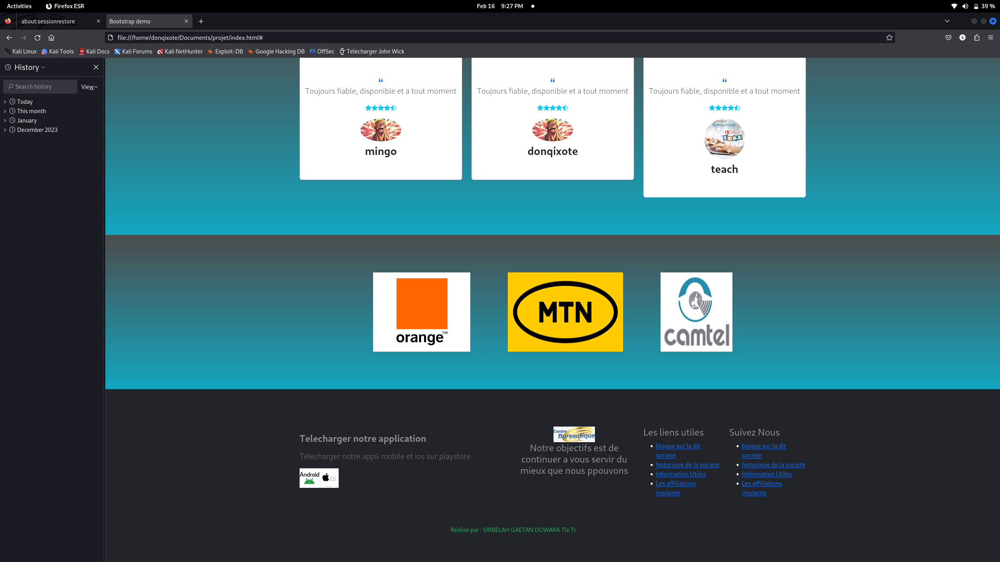 Activities
Firefox ESR
Feb 16 9:27 PM
39 %
about:sessionrestore
Bootstrap demo
file:///home/donqixote/Documents/projet/index.html#
S
Kali Linux
Kali Tools
Kali Docs
Kali Forums
Kali NetHunter
Exploit-DB
Google Hacking DB
OffSec
ZT
Télécharger John Wick
History
Search history
View
Today
This month
January
December 2023
“
Toujours fiable, disponible et a tout moment
mingo
“
Toujours fiable, disponible et a tout moment
donqixote
“
Toujours fiable, disponible et a tout moment
ETARIAT
BUREAUTIQUE
Office
teach
orange™
MTN
camtel
Telecharger notre application
Telecharger notre appli mobile et ios sur playstore
Android
iOS
Centre
Bureautique
Notre objectifs est de
continuer a vous servir du
mieux que nous ppouvons
Les liens utiles
blogue sur la dit
societe
historique de la societe
Information Utiles
Les affiliations
implante
Suivez Nous
blogue sur la dit
societe
historique de la societe
Information Utiles
Les affiliations
implante
Réalisé par : SIRBELAH GAETAN DOWARA Tle TI